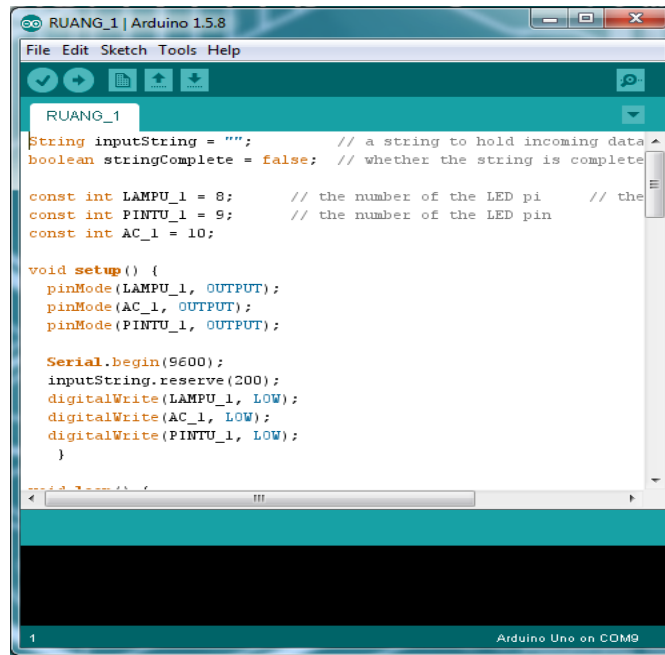 RUANG_1 | Arduino 1.5.8
File Edit Sketch Tools Help
RUANG_1
String inputString = "";         // a string to hold incoming data
boolean stringComplete = false;  // whether the string is complete
const int LAMPU_1 = 8;      // the number of the LED pi     // the
const int PINTU_1 = 9;      // the number of the LED pin
const int AC_1 = 10;
void setup() {
  pinMode(LAMPU_1, OUTPUT);
  pinMode(AC_1, OUTPUT);
  pinMode(PINTU_1, OUTPUT);
  Serial.begin(9600);
  inputString.reserve(200);
  digitalWrite(LAMPU_1, LOW);
  digitalWrite(AC_1, LOW);
  digitalWrite(PINTU_1, LOW);
   }
1
Arduino Uno on COM9